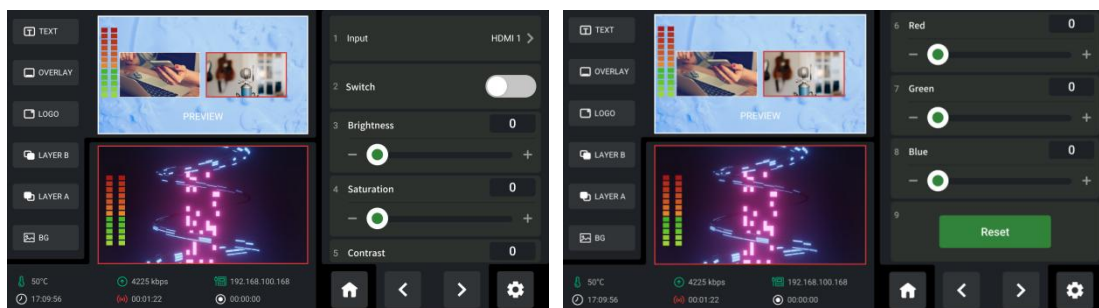 TEXT
OVERLAY
LOGO
LAYER B
LAYER A
BG
PREVIEW
1 Input HDMI 1 >
2 Switch
3 Brightness 0
− +
4 Saturation 0
− +
5 Contrast 0
50°C 4225 kbps 192.168.100.168
17:09:56 00:01:22 00:00:00
TEXT
OVERLAY
LOGO
LAYER B
LAYER A
BG
PREVIEW
6 Red 0
− +
7 Green 0
− +
8 Blue 0
− +
9
Reset
50°C 4225 kbps 192.168.100.168
17:09:56 00:01:22 00:00:00